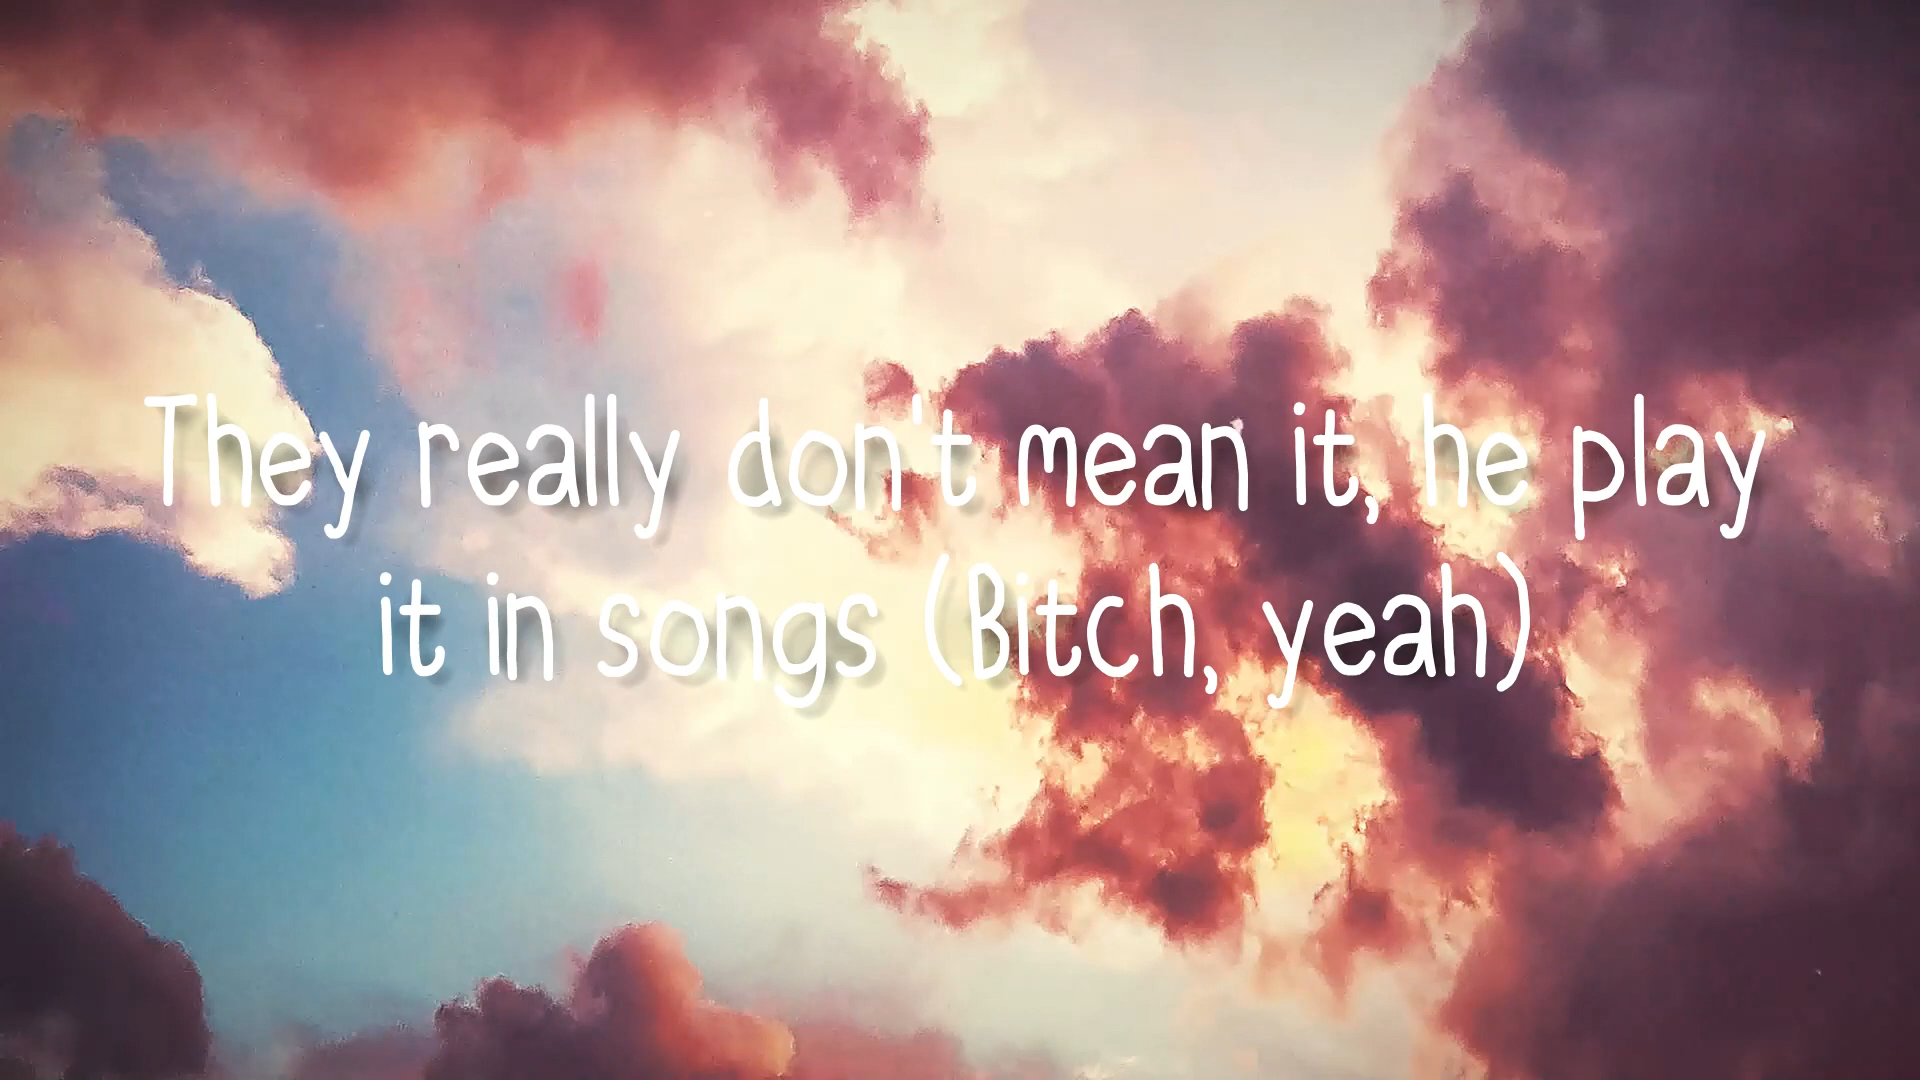 They really don't mean it, he play
it in songs (Bitch, yeah)